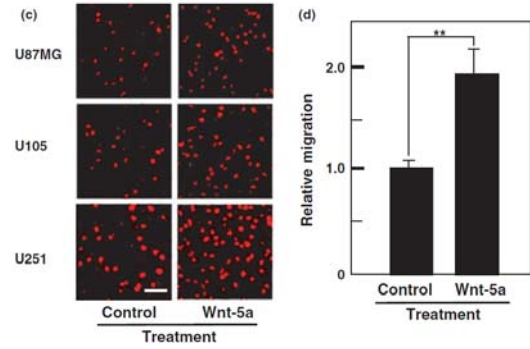 (c)
U87MG
U105
U251
Control Wnt-5a
Treatment
(d)
**
Relative migration
2.0
1.0
0
Control Wnt-5a
Treatment